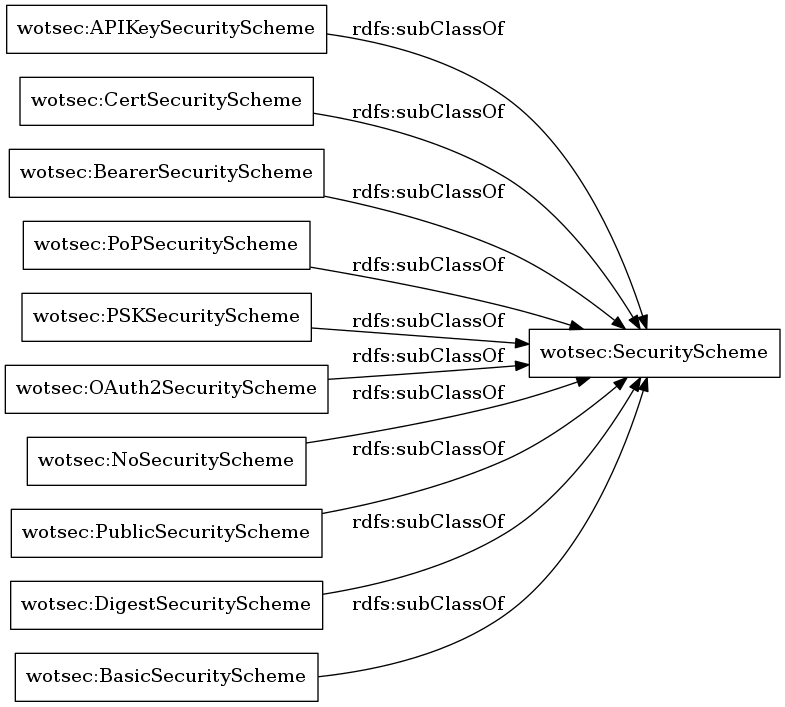 wotsec:APIKeySecurityScheme
rdfs:subClassOf
wotsec:CertSecurityScheme
rdfs:subClassOf
wotsec:BearerSecurityScheme
rdfs:subClassOf
wotsec:PoPSecurityScheme
rdfs:subClassOf
wotsec:PSKSecurityScheme
rdfs:subClassOf
wotsec:SecurityScheme
rdfs:subClassOf
wotsec:OAuth2SecurityScheme
rdfs:subClassOf
wotsec:NoSecurityScheme
rdfs:subClassOf
wotsec:PublicSecurityScheme
rdfs:subClassOf
wotsec:DigestSecurityScheme
rdfs:subClassOf
wotsec:BasicSecurityScheme